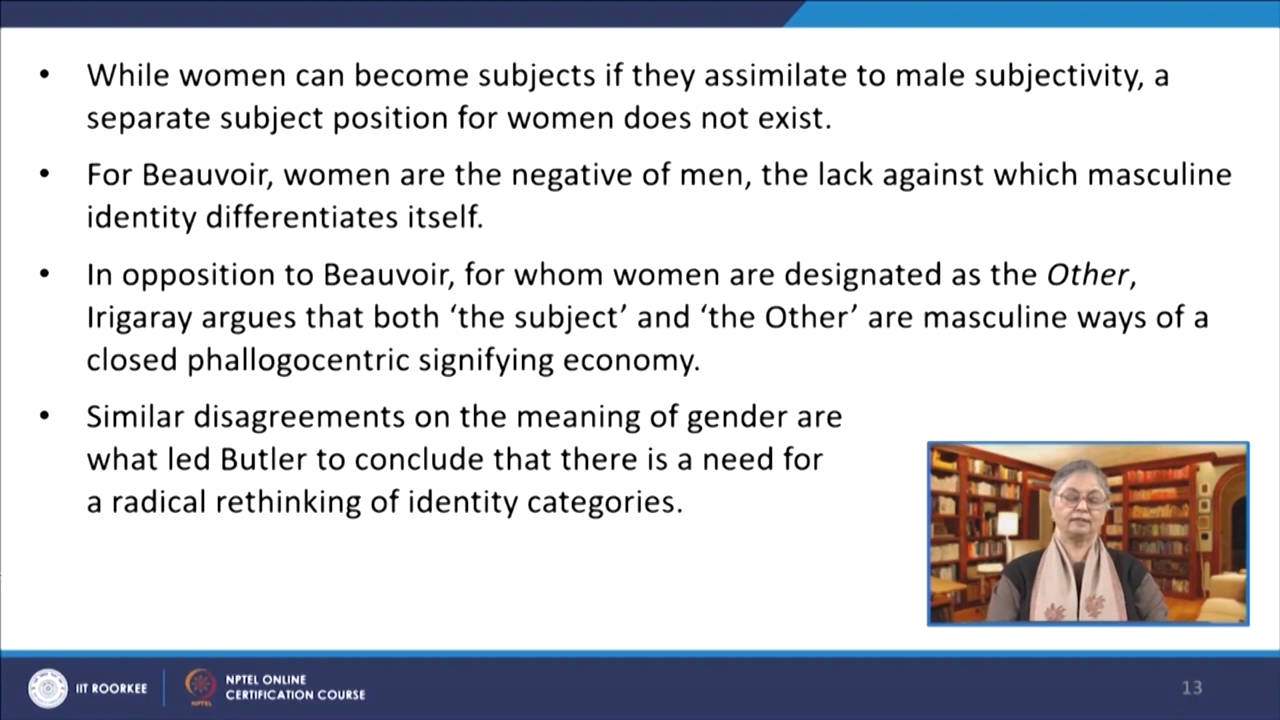 • While women can become subjects if they assimilate to male subjectivity, a
separate subject position for women does not exist.
• For Beauvoir, women are the negative of men, the lack against which masculine
identity differentiates itself.
• In opposition to Beauvoir, for whom women are designated as the Other,
Irigaray argues that both ‘the subject’ and ‘the Other’ are masculine ways of a
closed phallogocentric signifying economy.
• Similar disagreements on the meaning of gender are
what led Butler to conclude that there is a need for
a radical rethinking of identity categories.
IIT ROORKEE
NPTEL
NPTEL ONLINE
CERTIFICATION COURSE
13